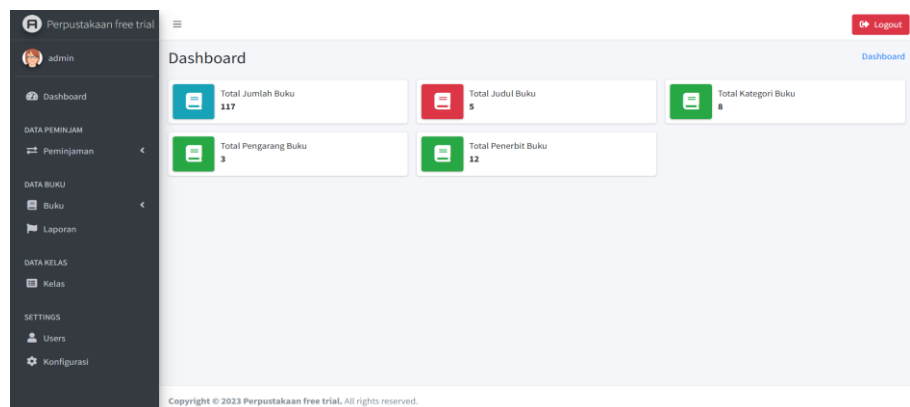 Perpustakaan free trial
Logout
admin
Dashboard
Dashboard
Dashboard
Total Jumlah Buku
117
Total Judul Buku
5
Total Kategori Buku
8
DATA PEMINJAM
Peminjaman
Total Pengarang Buku
3
Total Penerbit Buku
12
DATA BUKU
Buku
Laporan
DATA KELAS
Kelas
SETTINGS
Users
Konfigurasi
Copyright © 2023 Perpustakaan free trial. All rights reserved.